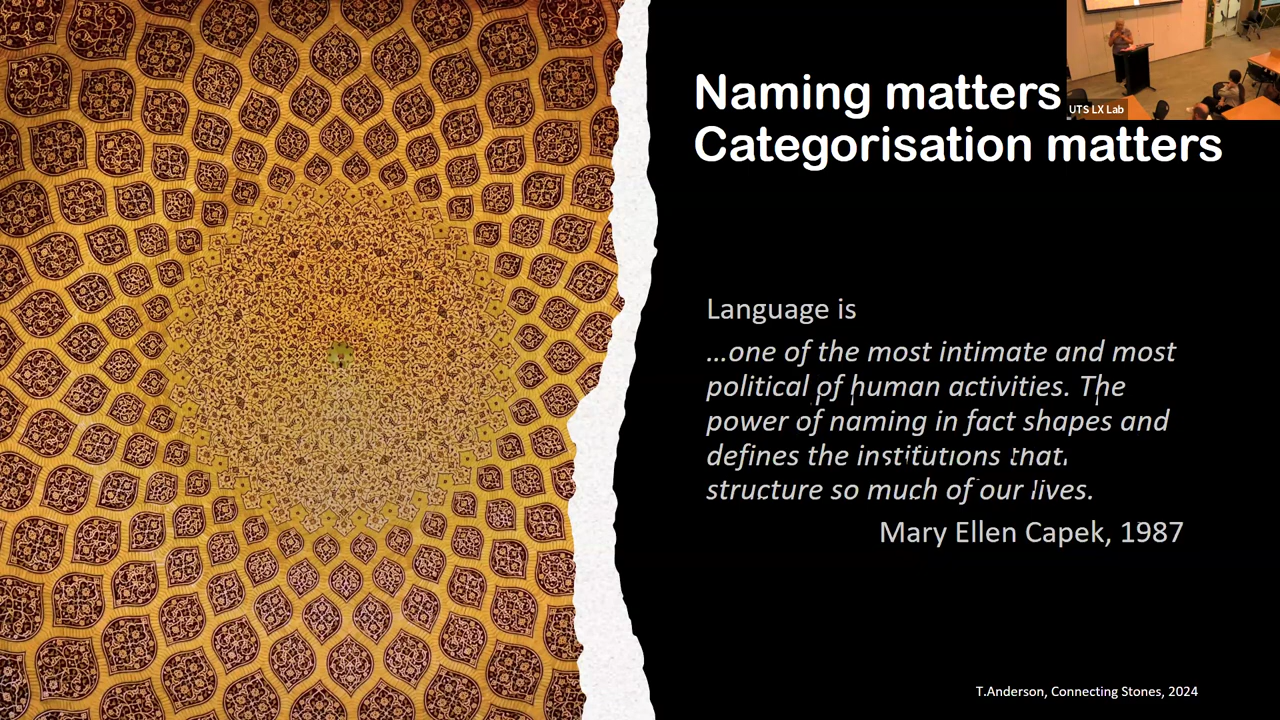 Naming matters
Categorisation matters
UTS LX Lab
Language is
...one of the most intimate and most
political of human activities. The
power of naming in fact shapes and
defines the institutions that
structure so much of our lives.
Mary Ellen Capek, 1987
T.Anderson, Connecting Stones, 2024